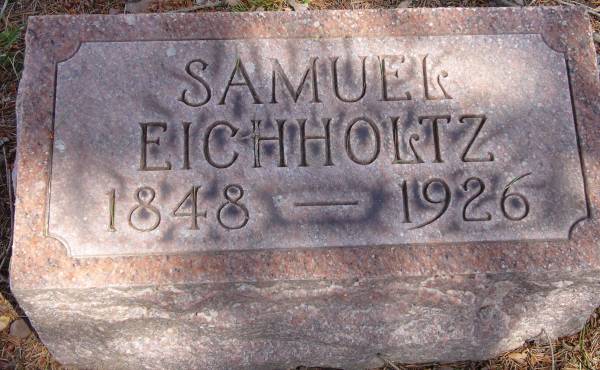 SAMUEL
EICHHOLTZ
1848 — 1926